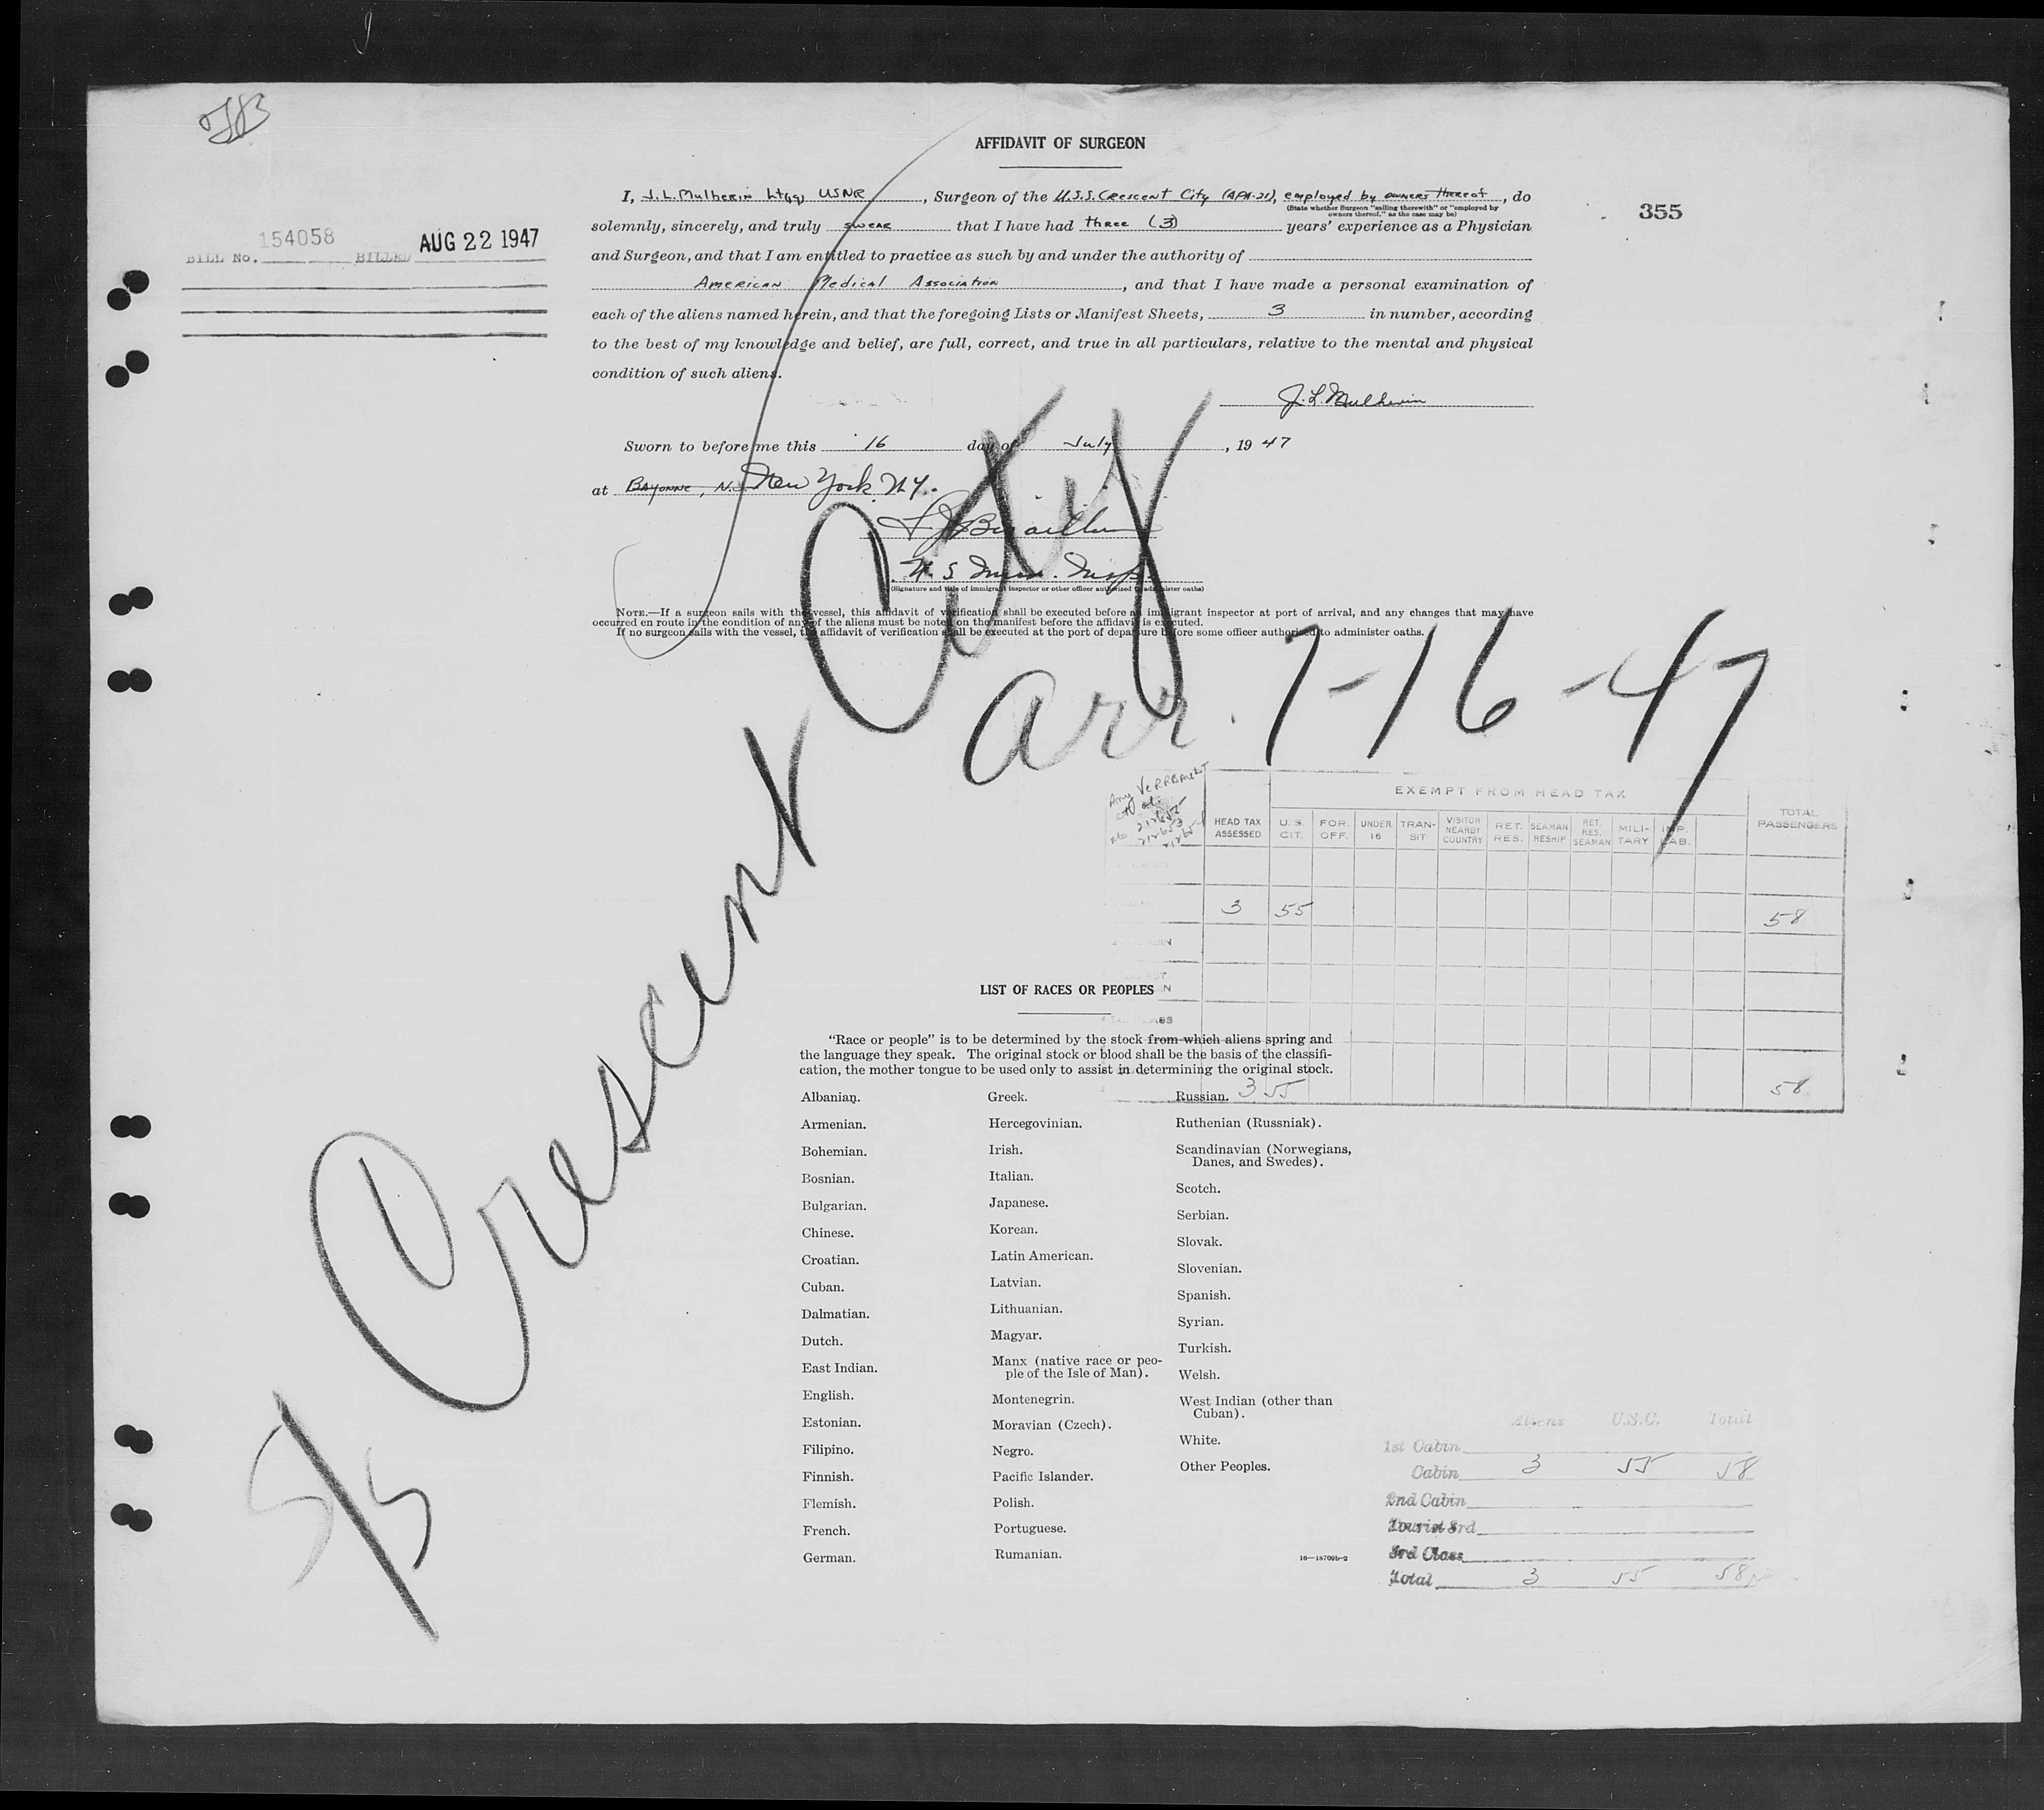 AFFIDAVIT OF SURGEON
I, J.L. Mulherin Ltjg, USNR, Surgeon of the U.S.S. Crescent City (APA-21), employed by owners thereof, do
(State whether Surgeon "sailing therewith" or "employed by
owners thereof," as the case may be)
355
solemnly, sincerely, and truly swear that I have had three (3) years' experience as a Physician
154058
BILL No. BILLED AUG 22 1947
and Surgeon, and that I am entitled to practice as such by and under the authority of
American Medical Association, and that I have made a personal examination of
each of the aliens named herein, and that the foregoing Lists or Manifest Sheets, 3 in number, according
to the best of my knowledge and belief, are full, correct, and true in all particulars, relative to the mental and physical
condition of such aliens.
J. L. Mulherin
Sworn to before me this 16 day of July, 19 47
at Bayonne, N.J. New York N.Y.
U. S. Imm. Insp.
(Signature and title of immigrant inspector or other officer authorized to administer oaths)
NOTE.—If a surgeon sails with the vessel, this affidavit of verification shall be executed before an immigrant inspector at port of arrival, and any changes that may have
occurred en route in the condition of any of the aliens must be noted on the manifest before the affidavit is executed.
If no surgeon sails with the vessel, the affidavit of verification shall be executed at the port of departure before some officer authorized to administer oaths.
S/S Crescent City
arr. 7-16-47
EXEMPT FROM HEAD TAX
HEAD TAX ASSESSED
U. S. CIT.
FOR. OFF.
UNDER 16
TRANSIT
VISITOR NEARBY COUNTRY
RET. RES.
SEAMAN RESHIP
RET. RES. SEAMAN
MILITARY
IMP. LAB.
TOTAL PASSENGERS
3 55 58
3 55 58
LIST OF RACES OR PEOPLES
"Race or people" is to be determined by the stock from which aliens spring and
the language they speak. The original stock or blood shall be the basis of the classifi-
cation, the mother tongue to be used only to assist in determining the original stock.
Albanian.
Armenian.
Bohemian.
Bosnian.
Bulgarian.
Chinese.
Croatian.
Cuban.
Dalmatian.
Dutch.
East Indian.
English.
Estonian.
Filipino.
Finnish.
Flemish.
French.
German.
Greek.
Hercegovinian.
Irish.
Italian.
Japanese.
Korean.
Latin American.
Latvian.
Lithuanian.
Magyar.
Manx (native race or peo-
ple of the Isle of Man).
Montenegrin.
Moravian (Czech).
Negro.
Pacific Islander.
Polish.
Portuguese.
Rumanian.
Russian.
Ruthenian (Russniak).
Scandinavian (Norwegians,
Danes, and Swedes).
Scotch.
Serbian.
Slovak.
Slovenian.
Spanish.
Syrian.
Turkish.
Welsh.
West Indian (other than
Cuban).
White.
Other Peoples.
16—18709b-2
Aliens U.S.C. Total
1st Cabin
Cabin 3 55 58
2nd Cabin
Tourist 3rd
3rd Class
Total 3 55 58